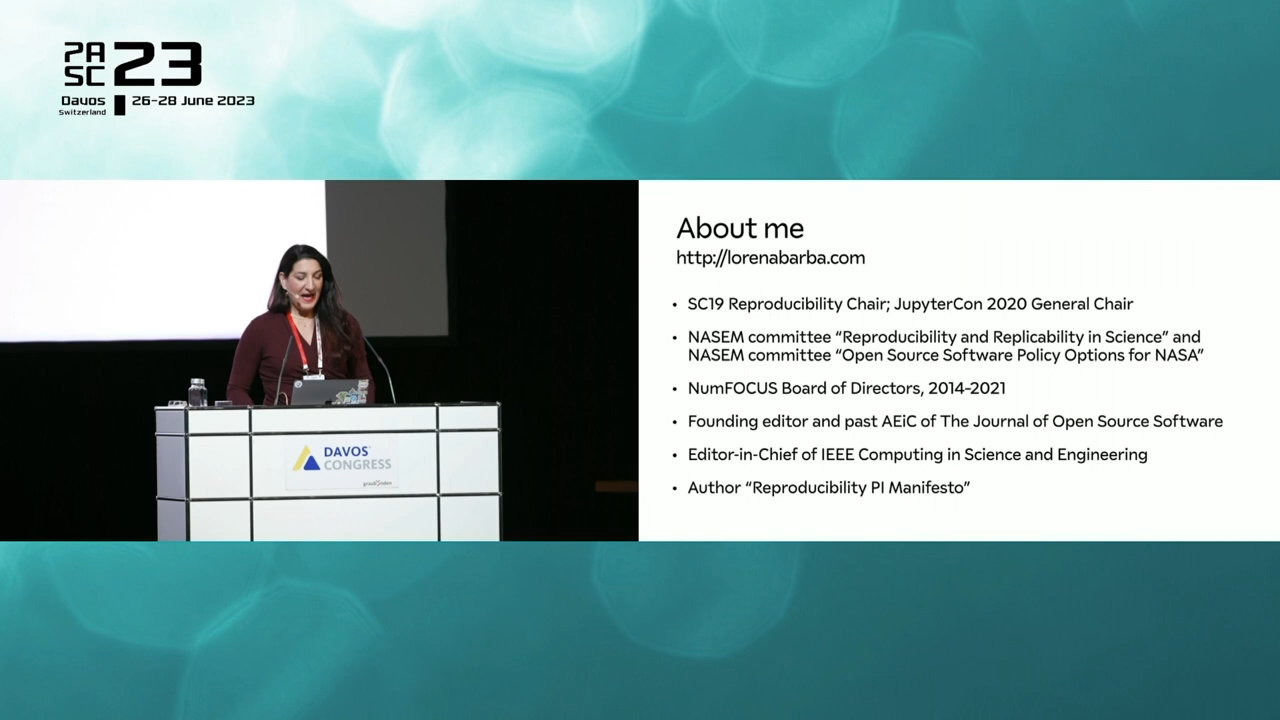 PA
SC 23
Davos
Switzerland
26-28 June 2023
About me
http://lorenabarba.com
• SC19 Reproducibility Chair; JupyterCon 2020 General Chair
• NASEM committee “Reproducibility and Replicability in Science” and
NASEM committee “Open Source Software Policy Options for NASA”
• NumFOCUS Board of Directors, 2014-2021
• Founding editor and past AEiC of The Journal of Open Source Software
• Editor-in-Chief of IEEE Computing in Science and Engineering
• Author “Reproducibility PI Manifesto”
DAVOS
CONGRESS